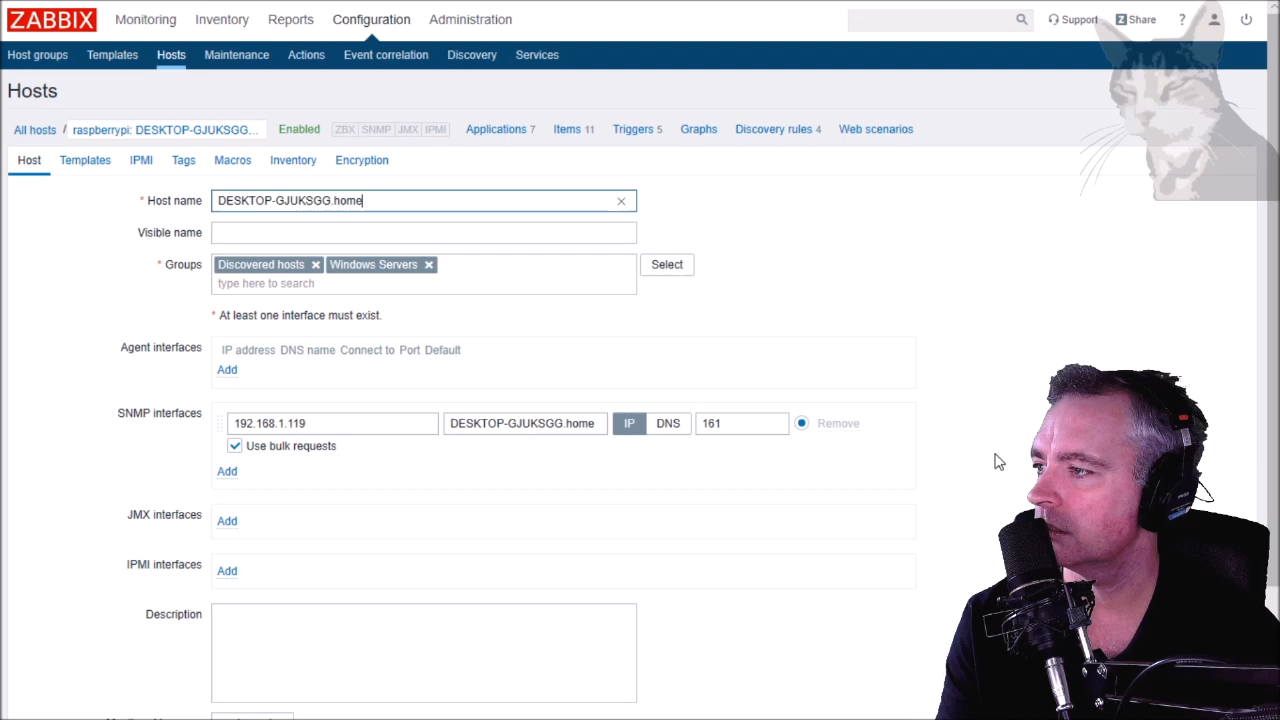 ZABBIX Monitoring Inventory Reports Configuration Administration Support Z Share ?
Host groups Templates Hosts Maintenance Actions Event correlation Discovery Services
Hosts
All hosts / raspberrypi: DESKTOP-GJUKSGG... Enabled ZBX SNMP JMX IPMI Applications 7 Items 11 Triggers 5 Graphs Discovery rules 4 Web scenarios
Host Templates IPMI Tags Macros Inventory Encryption
* Host name DESKTOP-GJUKSGG.home
Visible name
* Groups Discovered hosts Windows Servers Select
type here to search
* At least one interface must exist.
Agent interfaces IP address DNS name Connect to Port Default
Add
SNMP interfaces 192.168.1.119 DESKTOP-GJUKSGG.home IP DNS 161 Remove
Use bulk requests
Add
JMX interfaces Add
IPMI interfaces Add
Description